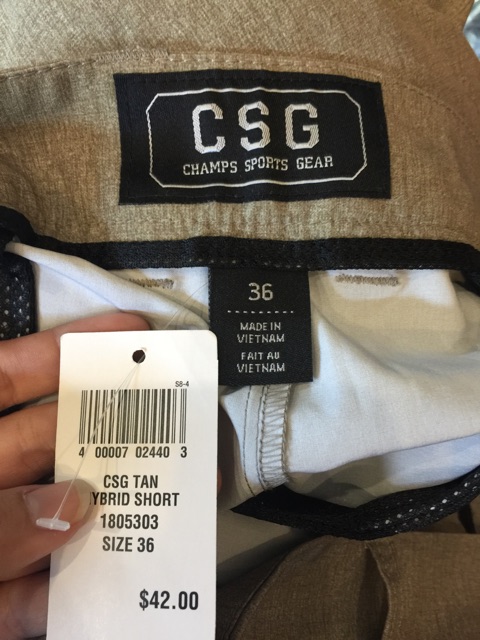 CSG
CHAMPS SPORTS GEAR
36
MADE IN
VIETNAM
FAIT AU
VIETNAM
S8-4
4 00007 02440 3
CSG TAN
YBRID SHORT
1805303
SIZE 36
$42.00